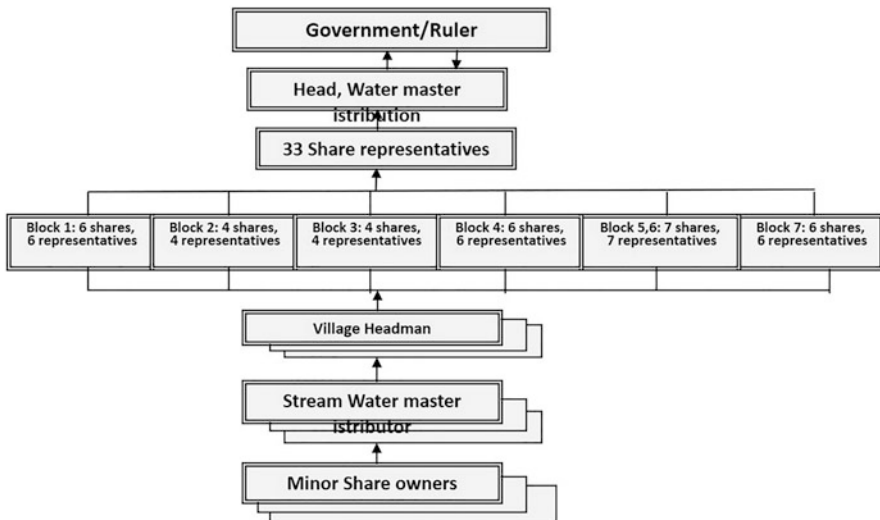 Government/Ruler
Head, Water master
istribution
33 Share representatives
Block 1: 6 shares,
6 representatives
Block 2: 4 shares,
4 representatives
Block 3: 4 shares,
4 representatives
Block 4: 6 shares,
6 representatives
Block 5,6: 7 shares,
7 representatives
Block 7: 6 shares,
6 representatives
Village Headman
Stream Water master
istributor
Minor Share owners